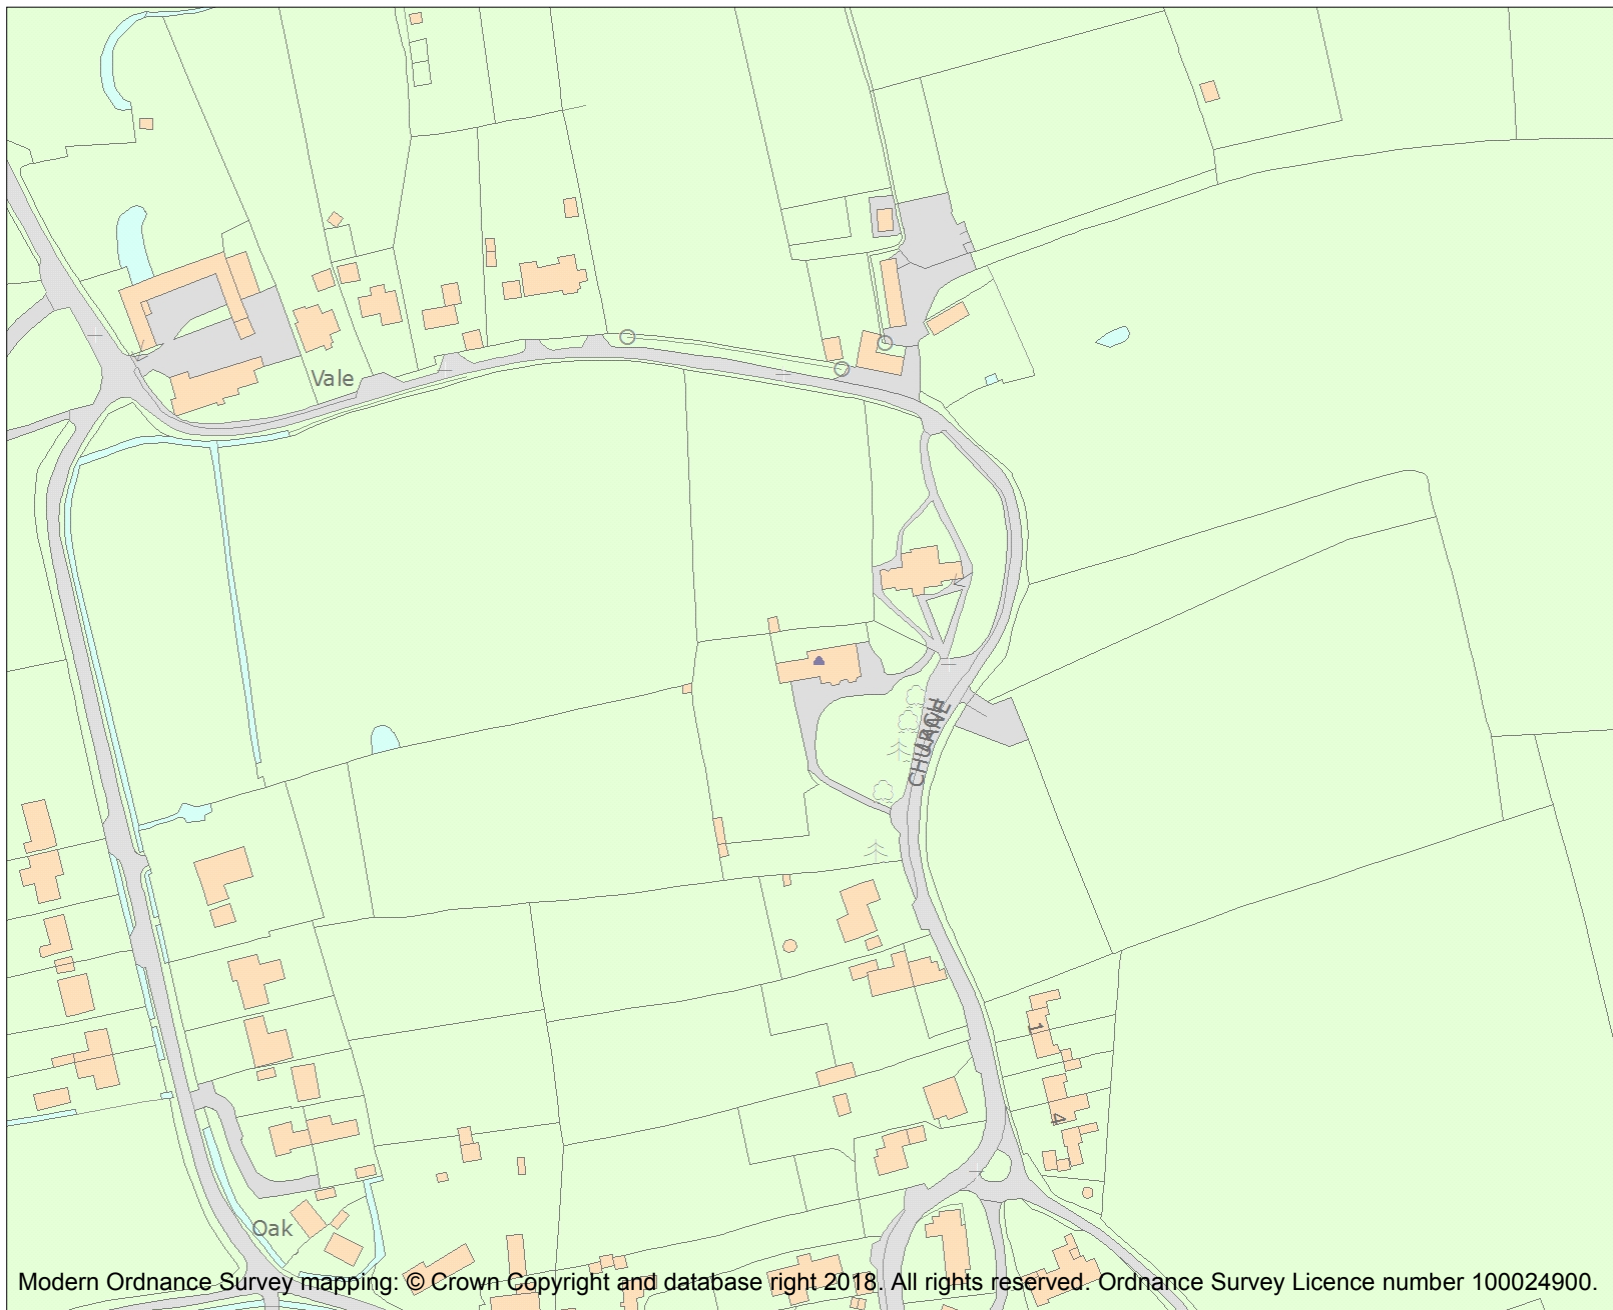 Vale
CHURCH
LANE
1
4
Oak
Modern Ordnance Survey mapping: © Crown Copyright and database right 2018. All rights reserved. Ordnance Survey Licence number 100024900.